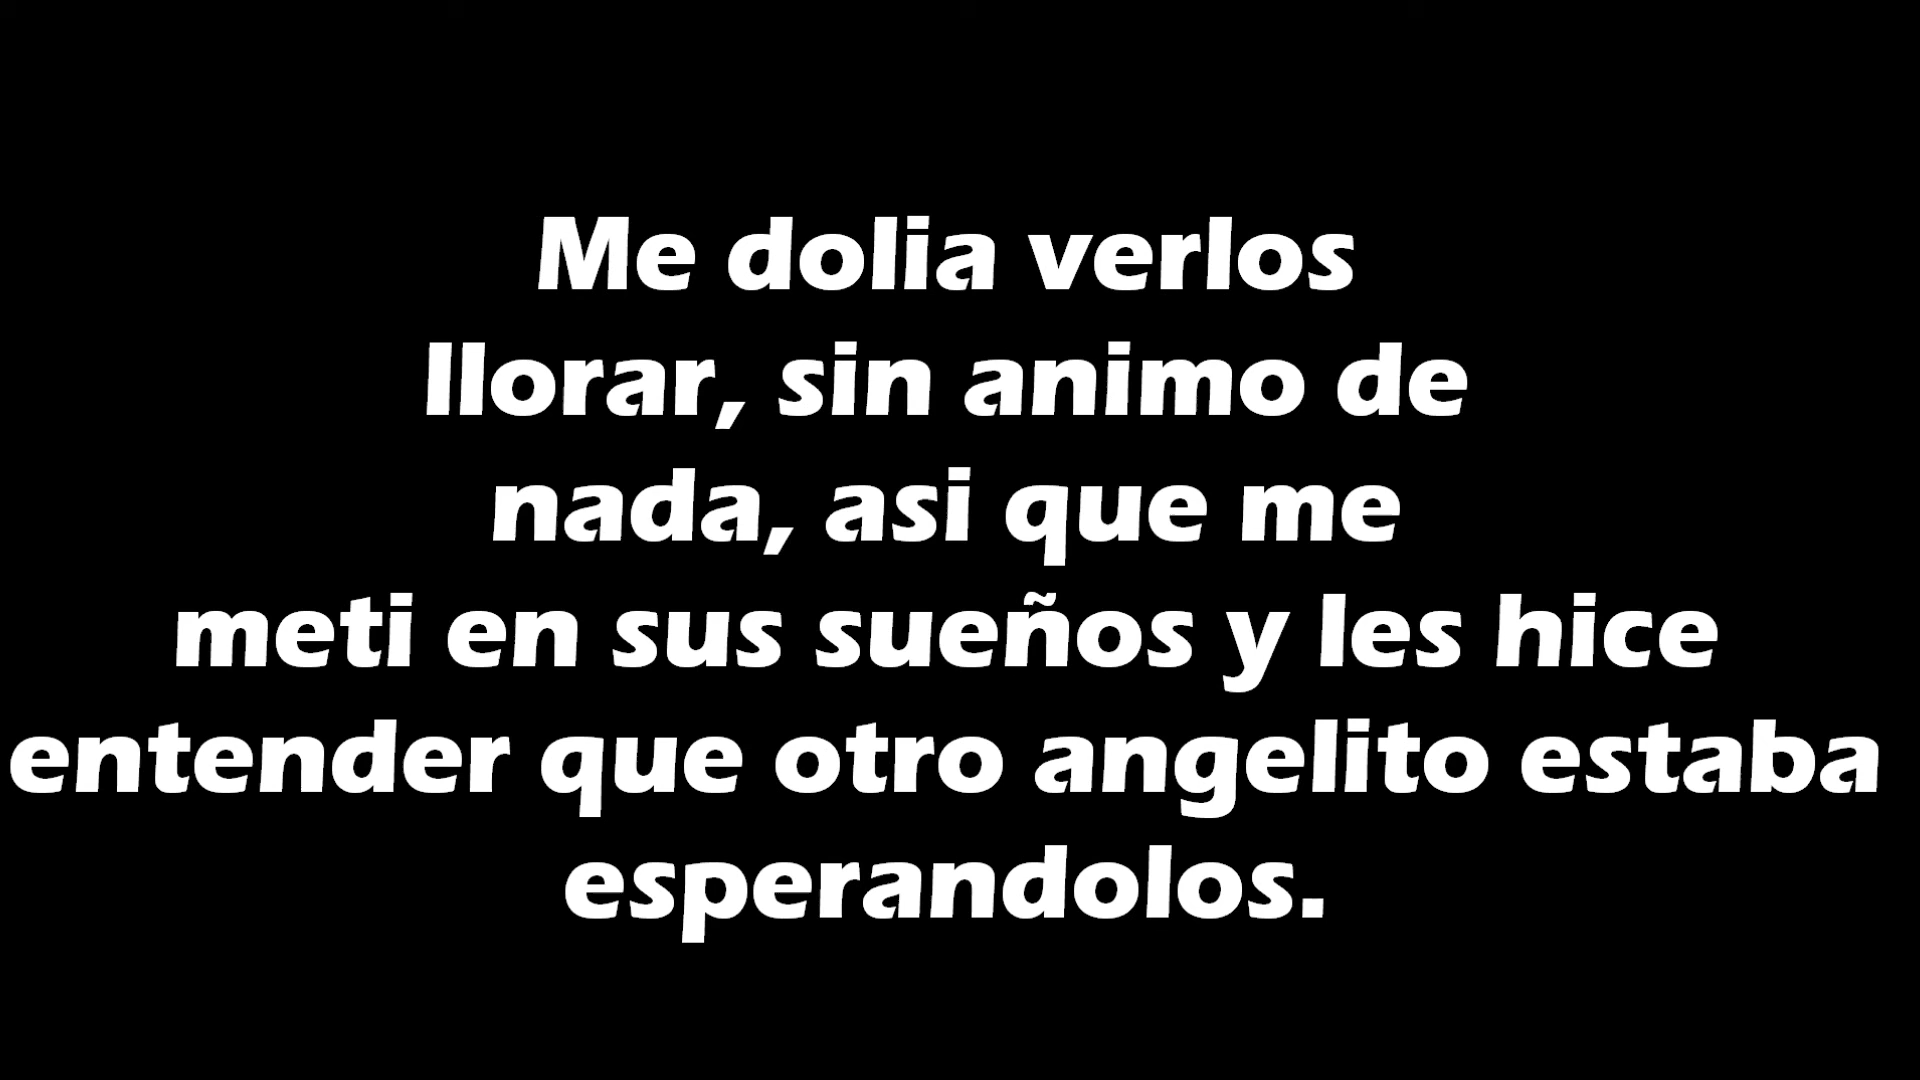 Me dolia verlos
llorar, sin animo de
nada, asi que me
meti en sus sueños y les hice
entender que otro angelito estaba
esperandolos.